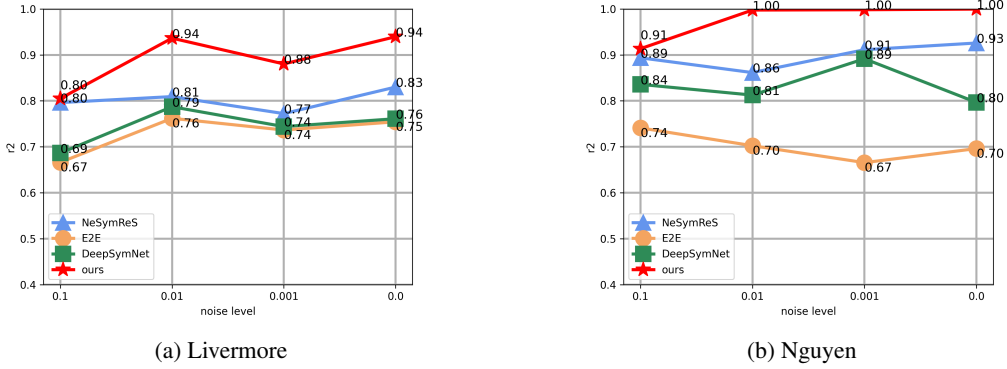 1.0
0.9
0.8
0.7
0.6
0.5
0.4
r2
0.80 0.94 0.88 0.94
0.80 0.81 0.77 0.83
0.69 0.79 0.74 0.76
0.67 0.76 0.74 0.75
NeSymReS
E2E
DeepSymNet
ours
0.1 0.01 0.001 0.0
noise level
(a) Livermore
1.0
0.9
0.8
0.7
0.6
0.5
0.4
r2
0.91 1.00 1.00 1.00
0.89 0.86 0.91 0.93
0.84 0.81 0.89 0.80
0.74 0.70 0.67 0.70
NeSymReS
E2E
DeepSymNet
ours
0.1 0.01 0.001 0.0
noise level
(b) Nguyen